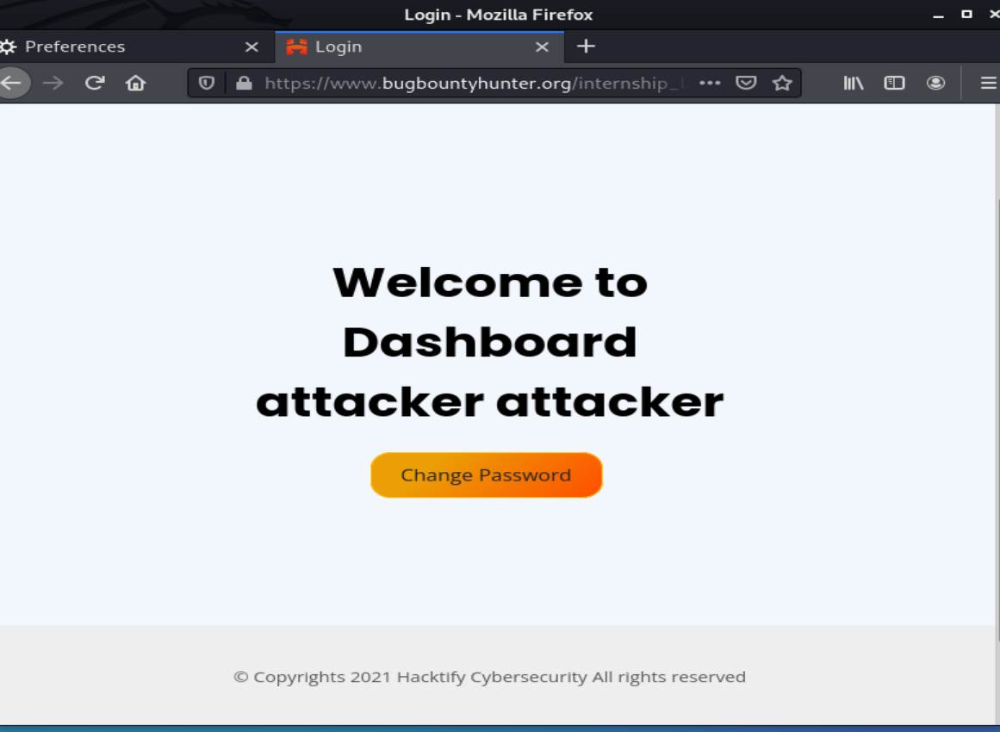 Login - Mozilla Firefox
Preferences
Login
https://www.bugbountyhunter.org/internship_
Welcome to
Dashboard
attacker attacker
Change Password
© Copyrights 2021 Hacktify Cybersecurity All rights reserved